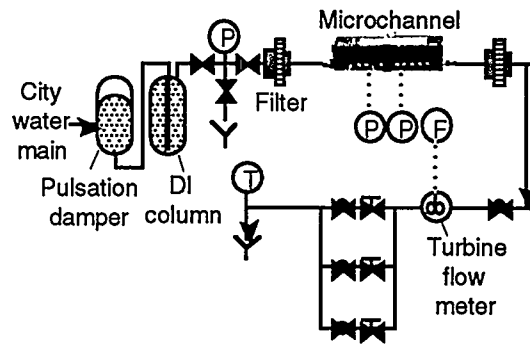 Microchannel
P
City
water
main
Filter
P P F
Pulsation
damper
DI
column
T
Turbine
flow
meter